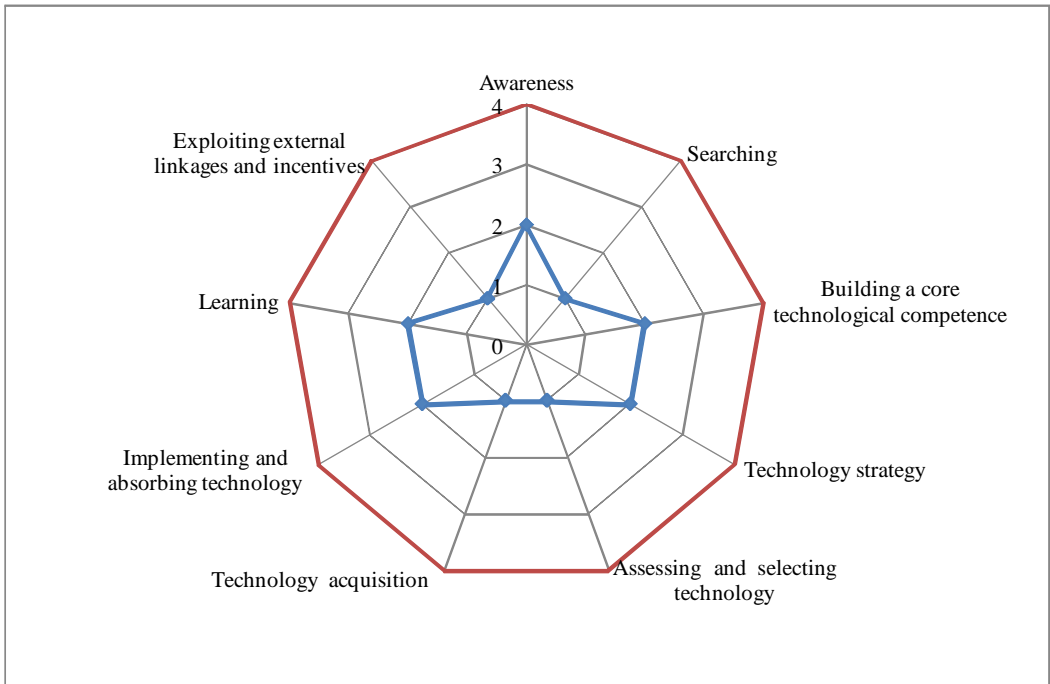 Awareness
4
Exploiting external
linkages and incentives
Searching
3
2
1
Learning
Building a core
technological competence
0
Implementing and
absorbing technology
Technology strategy
Technology acquisition
Assessing and selecting
technology